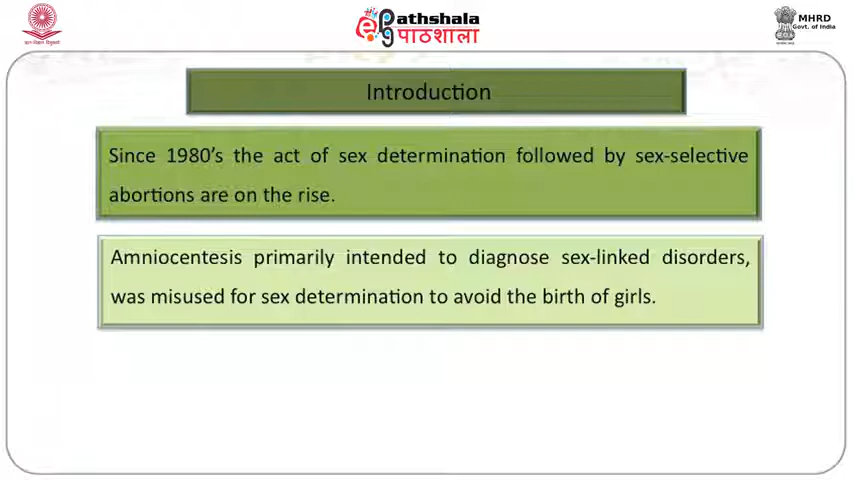 ePG Pathshala
पाठशाला
MHRD
Govt. of India
Introduction
Since 1980’s the act of sex determination followed by sex-selective
abortions are on the rise.
Amniocentesis primarily intended to diagnose sex-linked disorders,
was misused for sex determination to avoid the birth of girls.